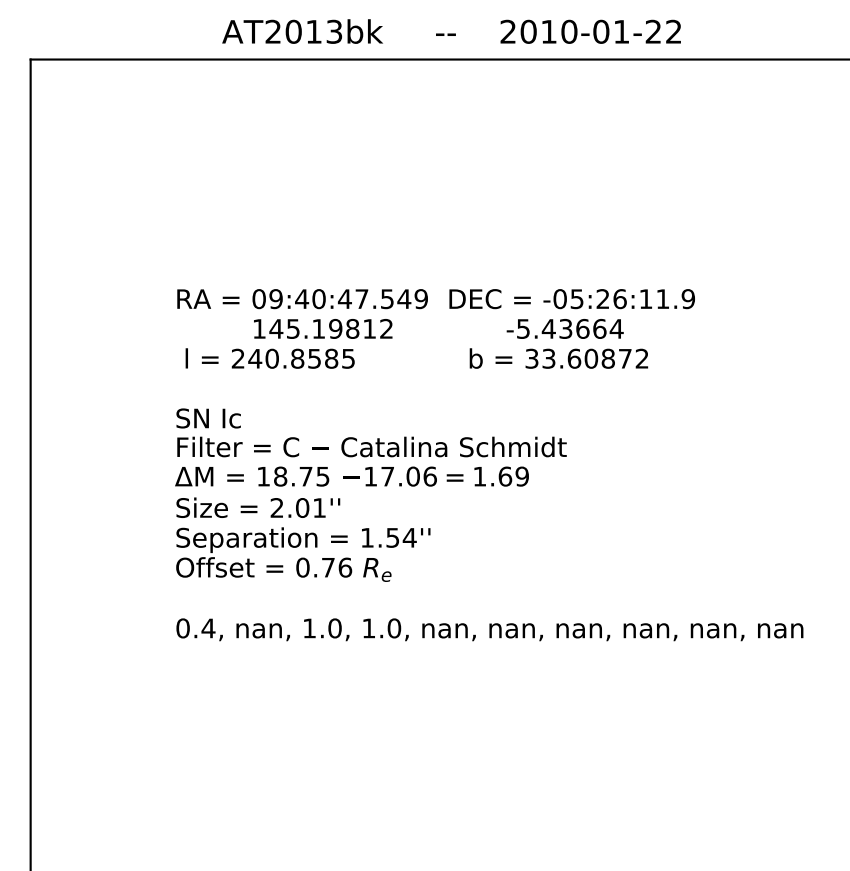 AT2013bk -- 2010-01-22
RA = 09:40:47.549 DEC = -05:26:11.9
145.19812 -5.43664
l = 240.8585 b = 33.60872
SN Ic
Filter = C − Catalina Schmidt
ΔM = 18.75 −17.06 = 1.69
Size = 2.01''
Separation = 1.54''
Offset = 0.76 Re
0.4, nan, 1.0, 1.0, nan, nan, nan, nan, nan, nan